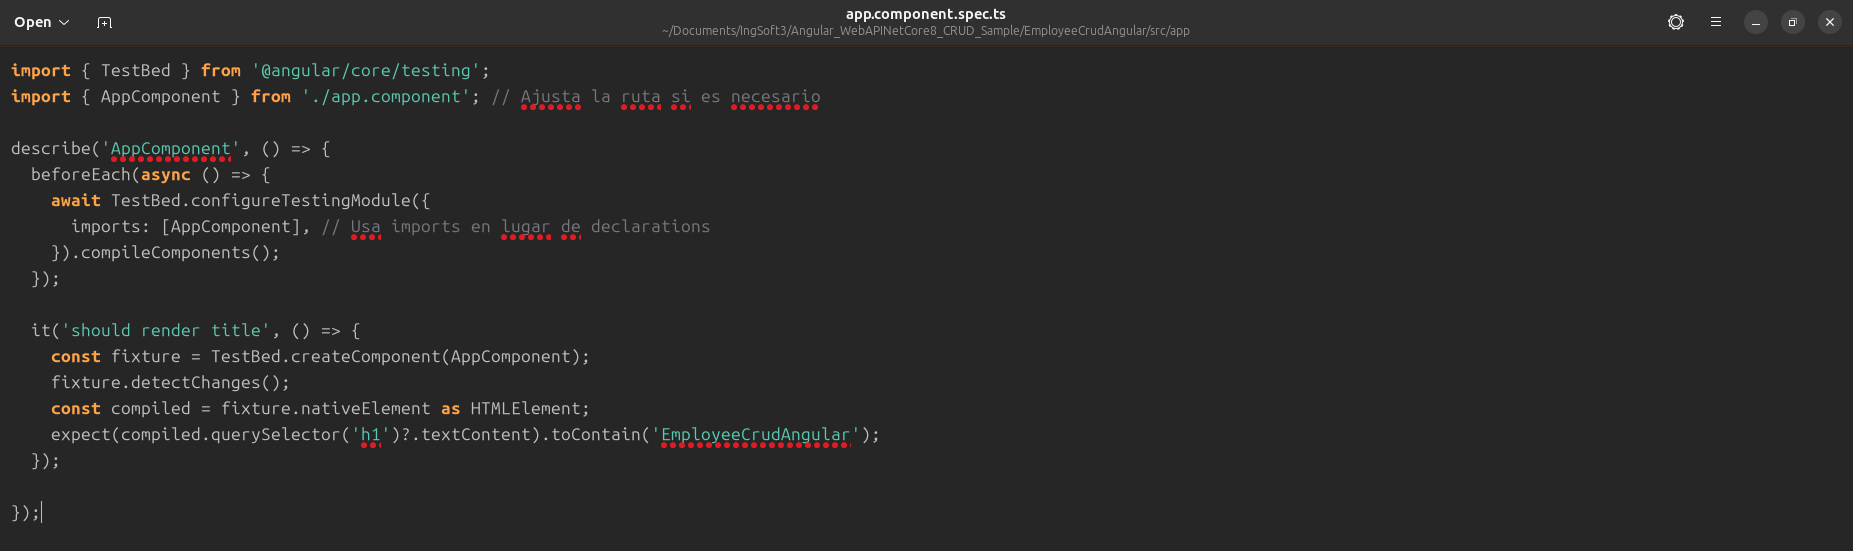 Open
app.component.spec.ts
~/Documents/IngSoft3/Angular_WebAPINetCore8_CRUD_Sample/EmployeeCrudAngular/src/app
import { TestBed } from '@angular/core/testing';
import { AppComponent } from './app.component'; // Ajusta la ruta si es necesario
describe('AppComponent', () => {
  beforeEach(async () => {
    await TestBed.configureTestingModule({
      imports: [AppComponent], // Usa imports en lugar de declarations
    }).compileComponents();
  });
  it('should render title', () => {
    const fixture = TestBed.createComponent(AppComponent);
    fixture.detectChanges();
    const compiled = fixture.nativeElement as HTMLElement;
    expect(compiled.querySelector('h1')?.textContent).toContain('EmployeeCrudAngular');
  });
});